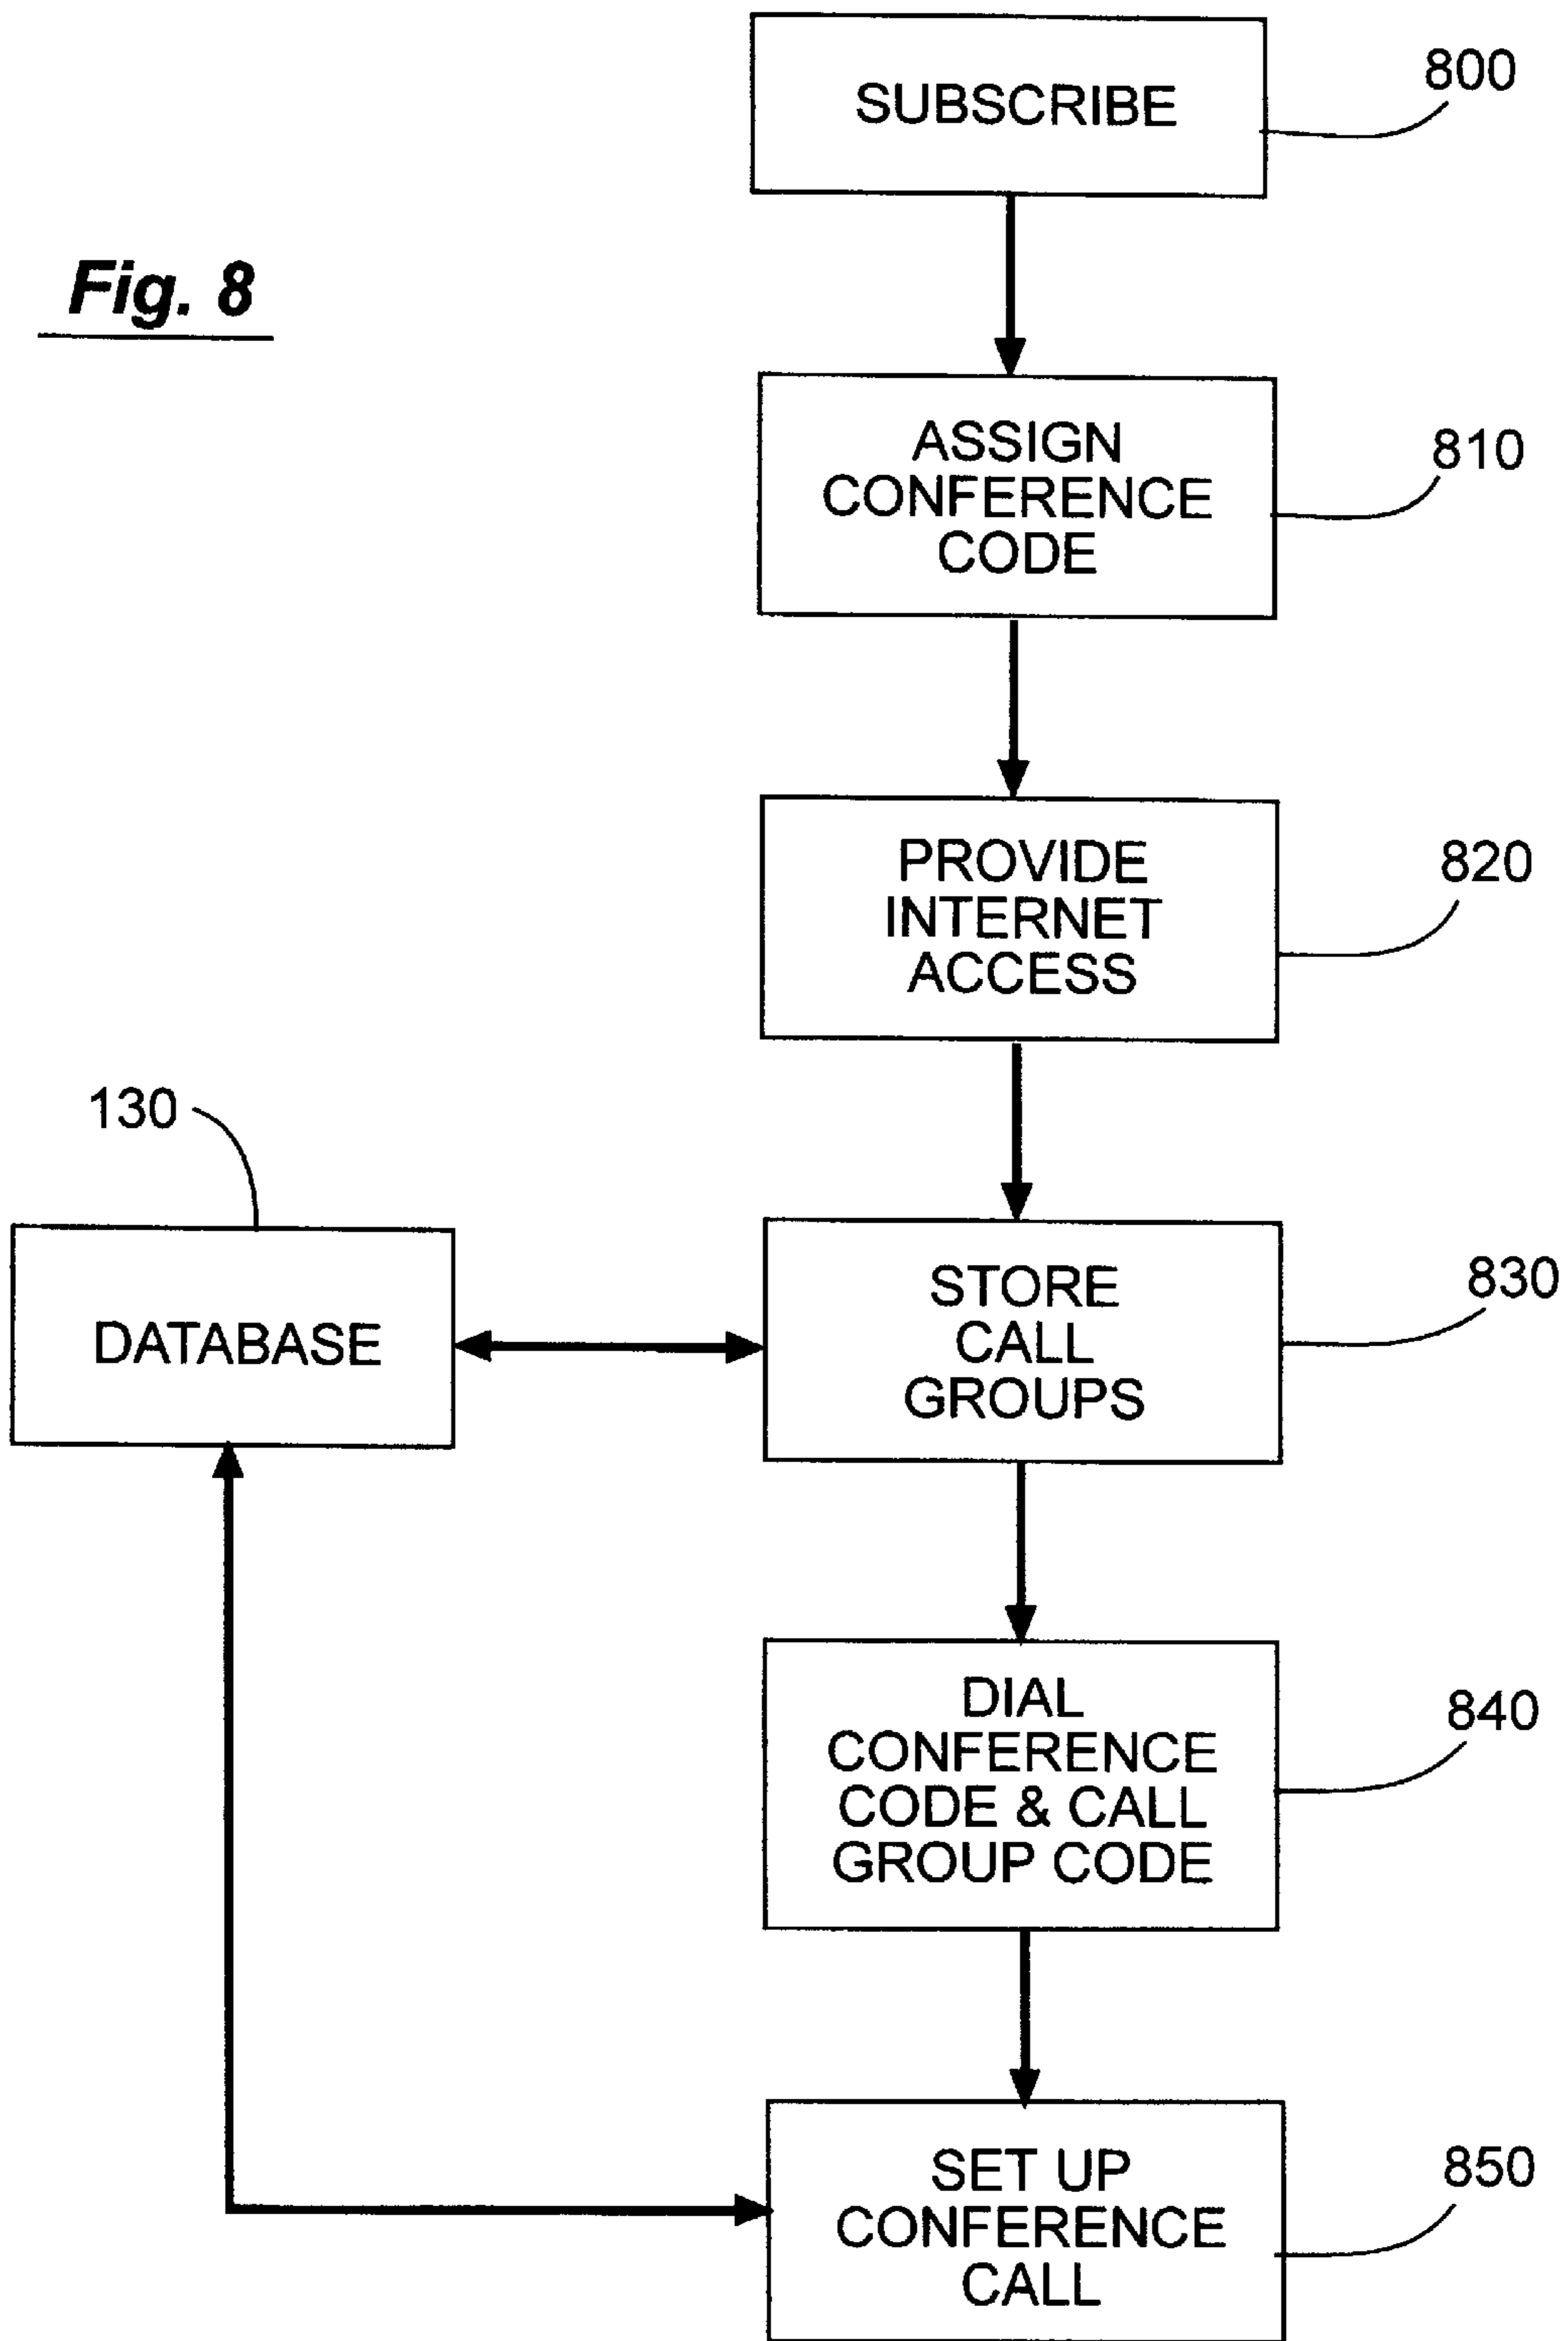 SUBSCRIBE
800
Fig. 8
ASSIGN
CONFERENCE
CODE
810
PROVIDE
INTERNET
ACCESS
820
130
DATABASE
STORE
CALL
GROUPS
830
DIAL
CONFERENCE
CODE & CALL
GROUP CODE
840
SET UP
CONFERENCE
CALL
850